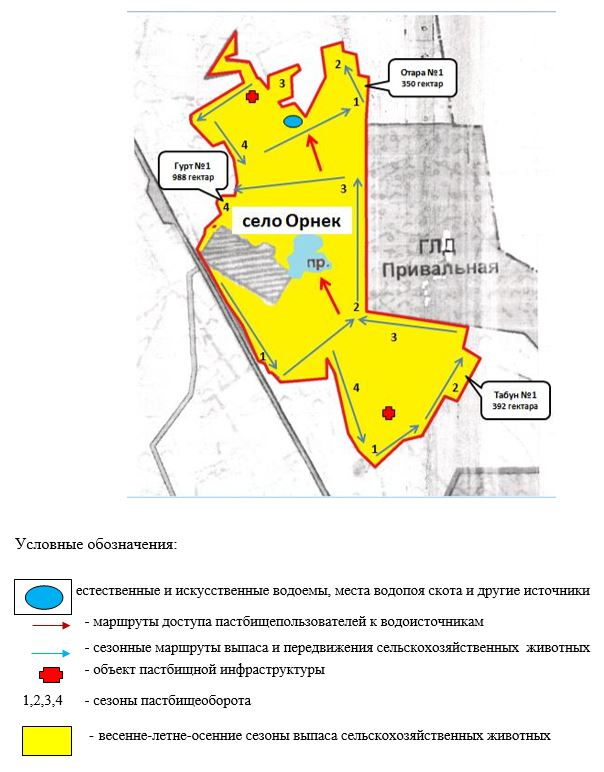 2
3
Отара №1
350 гектар
1
4
Гурт №1
988 гектар
3
4
село Орнек
ГЛД
Привальная
пр.
2
3
1
4
2
Табун №1
392 гектара
1
Условные обозначения:
естественные и искусственные водоемы, места водопоя скота и другие источники
- маршруты доступа пастбищепользователей к водоисточникам
- сезонные маршруты выпаса и передвижения сельскохозяйственных животных
- объект пастбищной инфраструктуры
1,2,3,4 - сезоны пастбищеоборота
- весенне-летне-осенние сезоны выпаса сельскохозяйственных животных